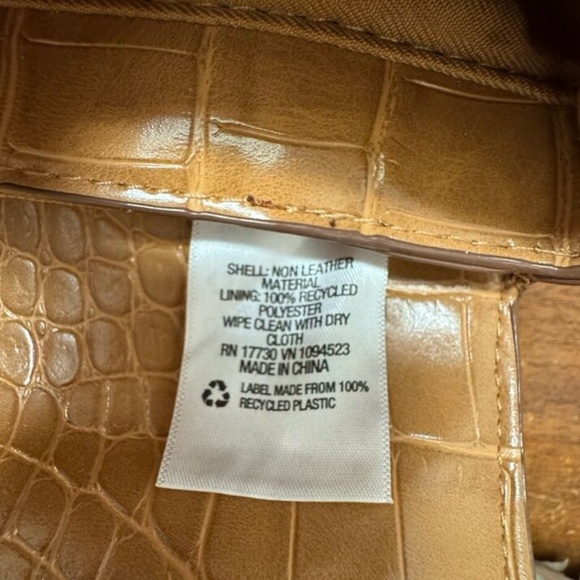 SHELL: NON LEATHER
MATERIAL
LINING: 100% RECYCLED
POLYESTER
WIPE CLEAN WITH DRY
CLOTH
RN 17730 VN 1094523
MADE IN CHINA
LABEL MADE FROM 100%
RECYCLED PLASTIC